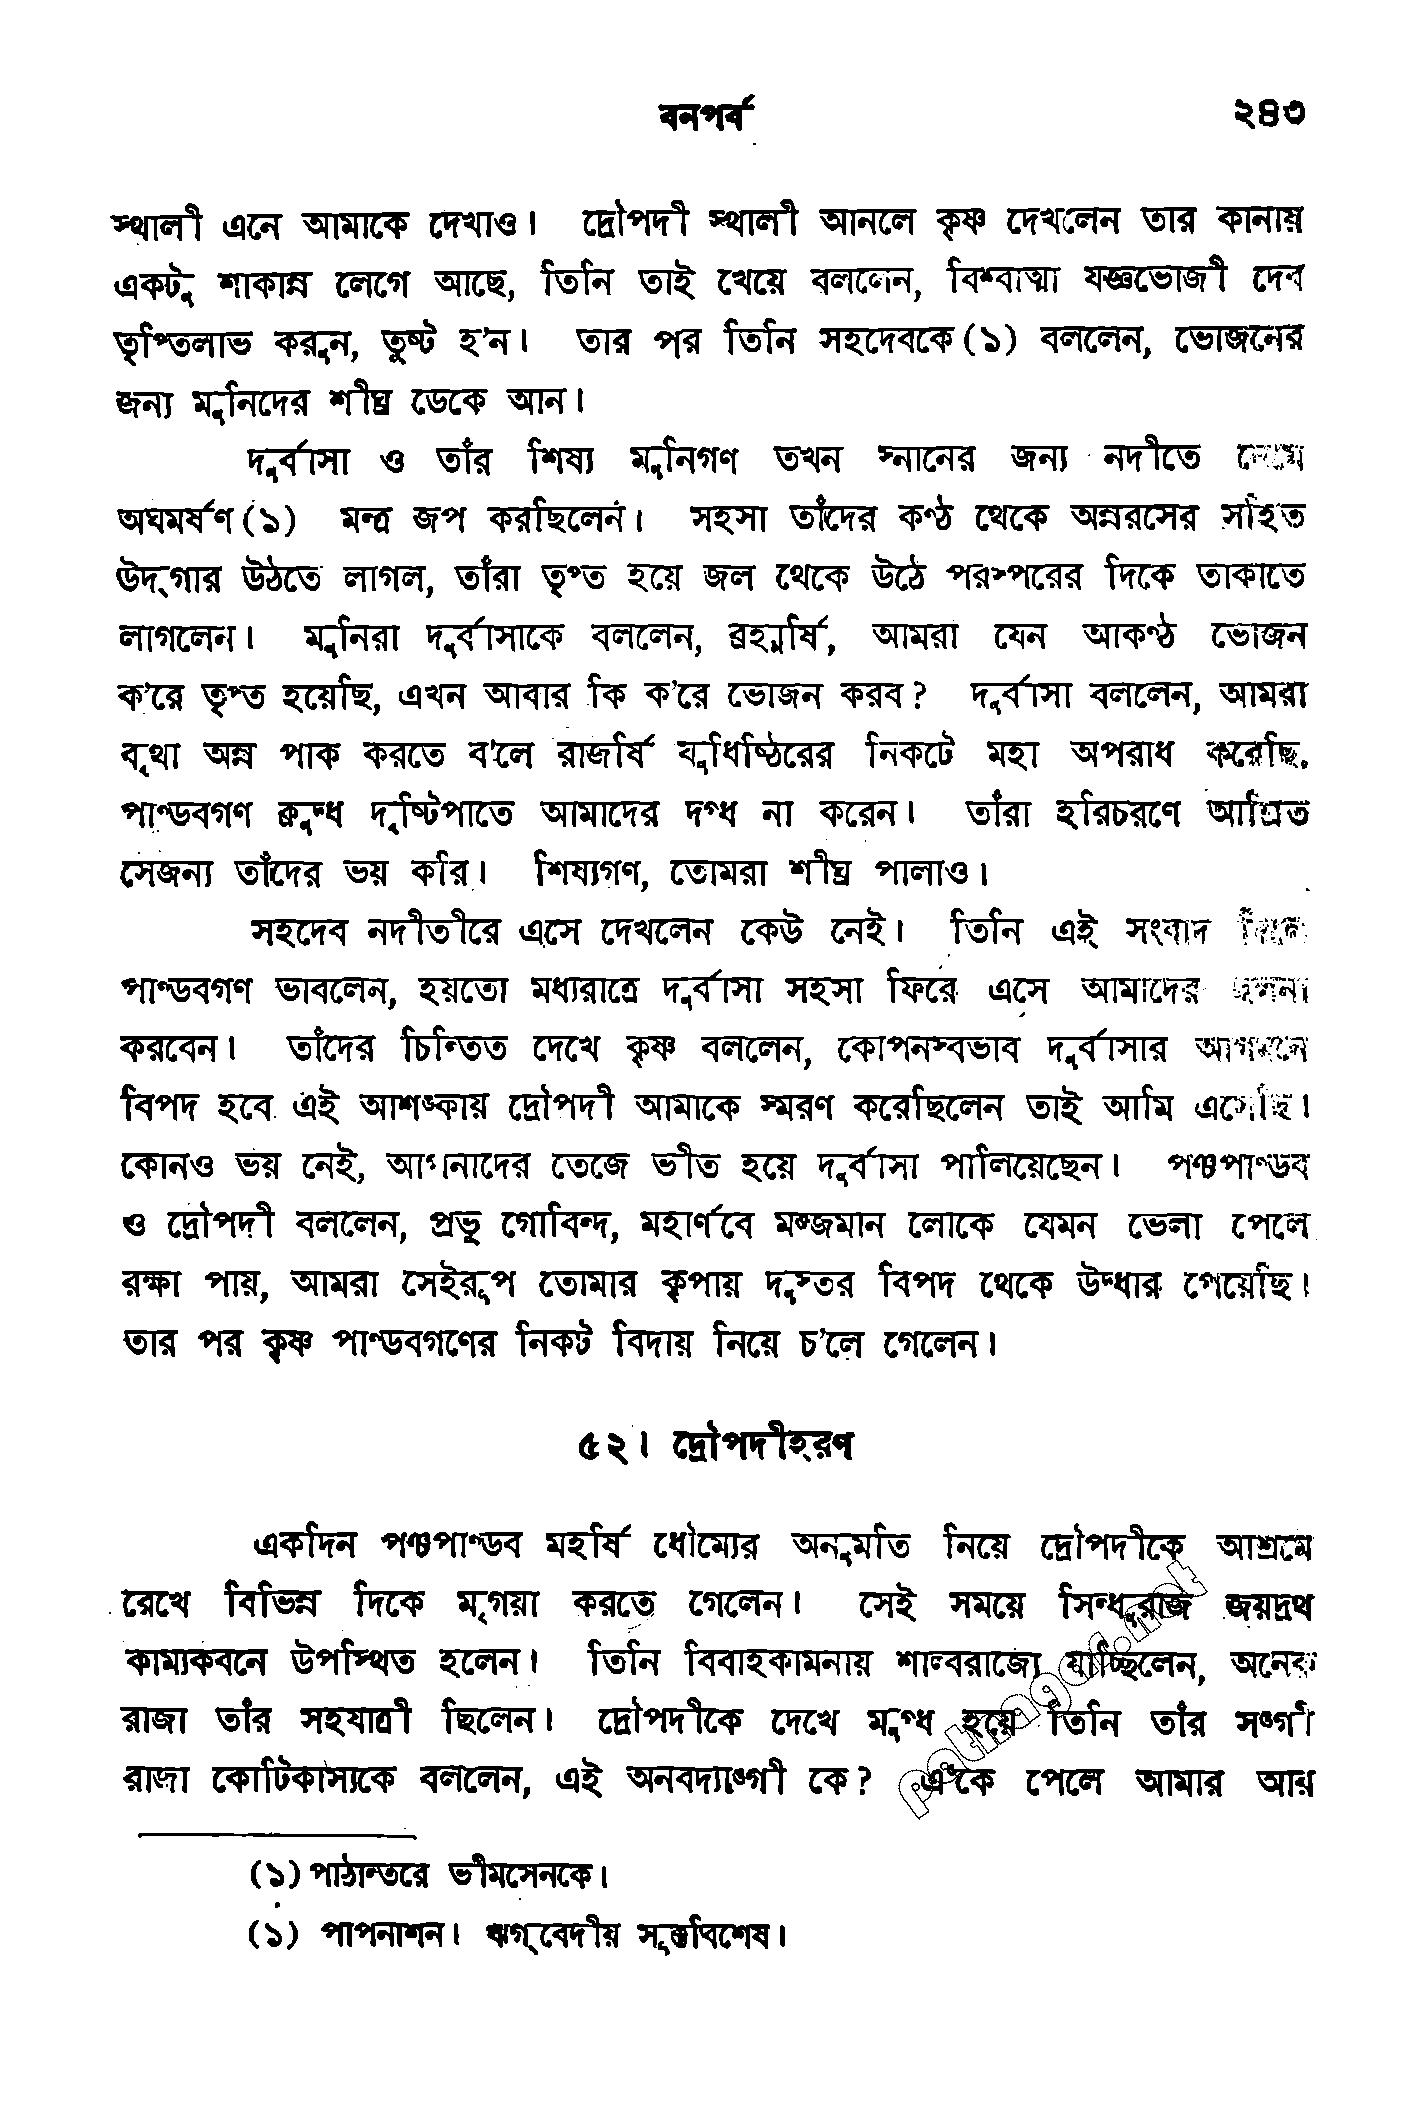 বনপর্ব ২৪৩
স্থালী এনে আমাকে দেখাও। দ্রৌপদী স্থালী আনলে কৃষ্ণ দেখলেন তার কানায়
একটু শাকান্ন লেগে আছে, তিনি তাই খেয়ে বললেন, বিশ্বাত্মা যজ্ঞভোজী দেব
তৃপ্তিলাভ করুন, তুষ্ট হ'ন। তার পর তিনি সহদেবকে(১) বললেন, ভোজনের
জন্য মুনিদের শীঘ্র ডেকে আন।
দুর্বাসা ও তাঁর শিষ্য মুনিগণ তখন স্নানের জন্য নদীতে নেমে
অঘমর্ষণ(১) মন্ত্র জপ করছিলেন। সহসা তাঁদের কণ্ঠ থেকে অন্নরসের সহিত
উদ্‌গার উঠতে লাগল, তাঁরা তৃপ্ত হয়ে জল থেকে উঠে পরস্পরের দিকে তাকাতে
লাগলেন। মুনিরা দুর্বাসাকে বললেন, ব্রহ্মর্ষি, আমরা যেন আকণ্ঠ ভোজন
ক'রে তৃপ্ত হয়েছি, এখন আবার কি ক'রে ভোজন করব? দুর্বাসা বললেন, আমরা
বৃথা অন্ন পাক করতে ব'লে রাজর্ষি যুধিষ্ঠিরের নিকটে মহা অপরাধ করেছি,
পাণ্ডবগণ ক্রুদ্ধ দৃষ্টিপাতে আমাদের দগ্ধ না করেন। তাঁরা হরিচরণে আশ্রিত
সেজন্য তাঁদের ভয় করি। শিষ্যগণ, তোমরা শীঘ্র পালাও।
সহদেব নদীতীরে এসে দেখলেন কেউ নেই। তিনি এই সংবাদ দিলে
পাণ্ডবগণ ভাবলেন, হয়তো মধ্যরাত্রে দুর্বাসা সহসা ফিরে এসে আমাদের ছলনা
করবেন। তাঁদের চিন্তিত দেখে কৃষ্ণ বললেন, কোপনস্বভাব দুর্বাসার আগমনে
বিপদ হবে এই আশঙ্কায় দ্রৌপদী আমাকে স্মরণ করেছিলেন তাই আমি এসেছি।
কোনও ভয় নেই, আপনাদের তেজে ভীত হয়ে দুর্বাসা পালিয়েছেন। পঞ্চপাণ্ডব
ও দ্রৌপদী বললেন, প্রভু গোবিন্দ, মহার্ণবে মজ্জমান লোকে যেমন ভেলা পেলে
রক্ষা পায়, আমরা সেইরূপ তোমার কৃপায় দুস্তর বিপদ থেকে উদ্ধার পেয়েছি।
তার পর কৃষ্ণ পাণ্ডবগণের নিকট বিদায় নিয়ে চ'লে গেলেন।
৫২। দ্রৌপদীহরণ
একদিন পঞ্চপাণ্ডব মহর্ষি ধৌম্যের অনুমতি নিয়ে দ্রৌপদীকে আশ্রমে
রেখে বিভিন্ন দিকে মৃগয়া করতে গেলেন। সেই সময়ে সিন্ধুরাজ জয়দ্রথ
কাম্যকবনে উপস্থিত হলেন। তিনি বিবাহকামনায় শাল্বরাজ্যে যাচ্ছিলেন, অনেক
রাজা তাঁর সহযাত্রী ছিলেন। দ্রৌপদীকে দেখে মুগ্ধ হয়ে তিনি তাঁর সঙ্গী
রাজা কোটিকাস্যকে বললেন, এই অনবদ্যাঙ্গী কে? এঁকে পেলে আমার আর
(১) পাঠান্তরে ভীমসেনকে।
(১) পাপনাশন। ঋগ্‌বেদীয় সূক্তবিশেষ।
pathagar.net